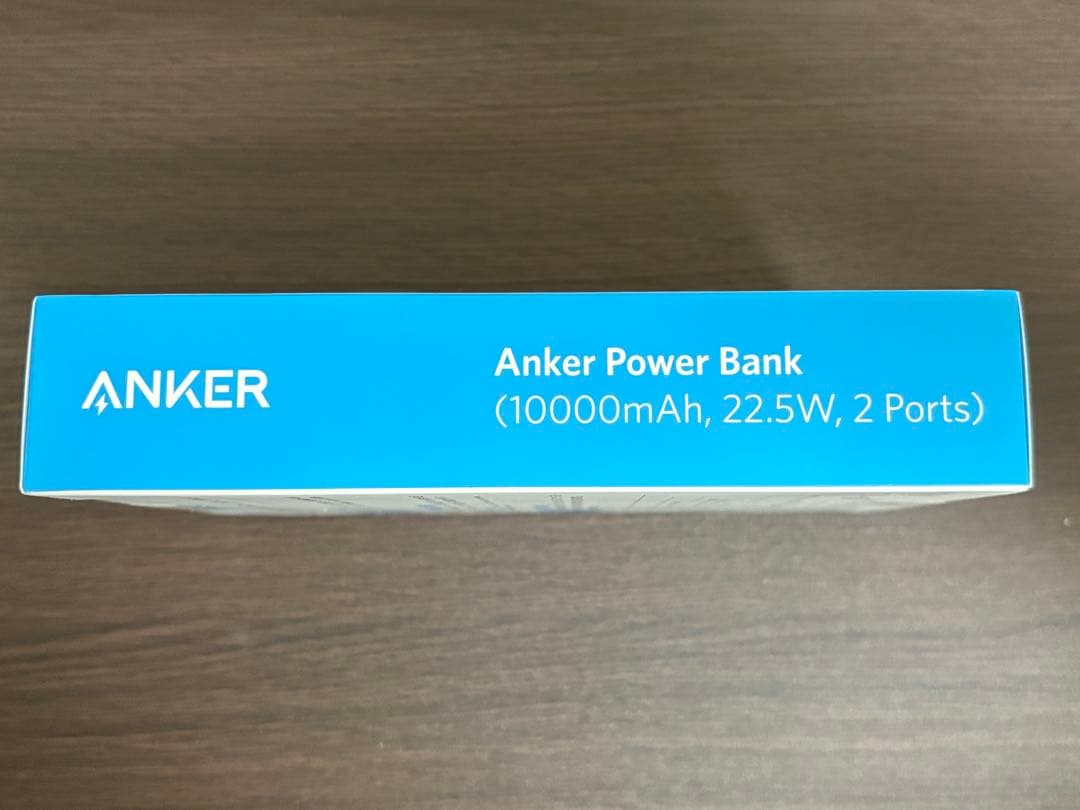 ANKER
Anker Power Bank
(10000mAh, 22.5W, 2 Ports)